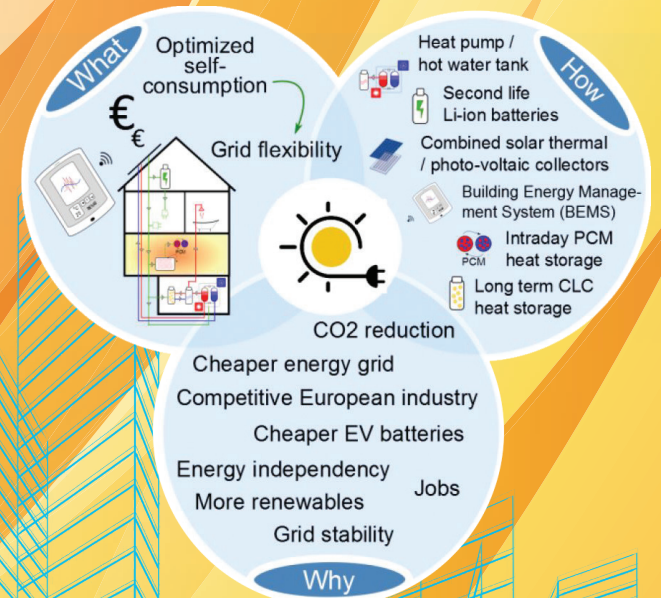 What
Optimized
self-
consumption
€
€
Grid flexibility
PCM
How
Heat pump /
hot water tank
Second life
Li-ion batteries
Combined solar thermal
/ photo-voltaic collectors
Building Energy Manage-
ment System (BEMS)
PCM
Intraday PCM
heat storage
Long term CLC
heat storage
CO2 reduction
Cheaper energy grid
Competitive European industry
Cheaper EV batteries
Energy independency
Jobs
More renewables
Grid stability
Why